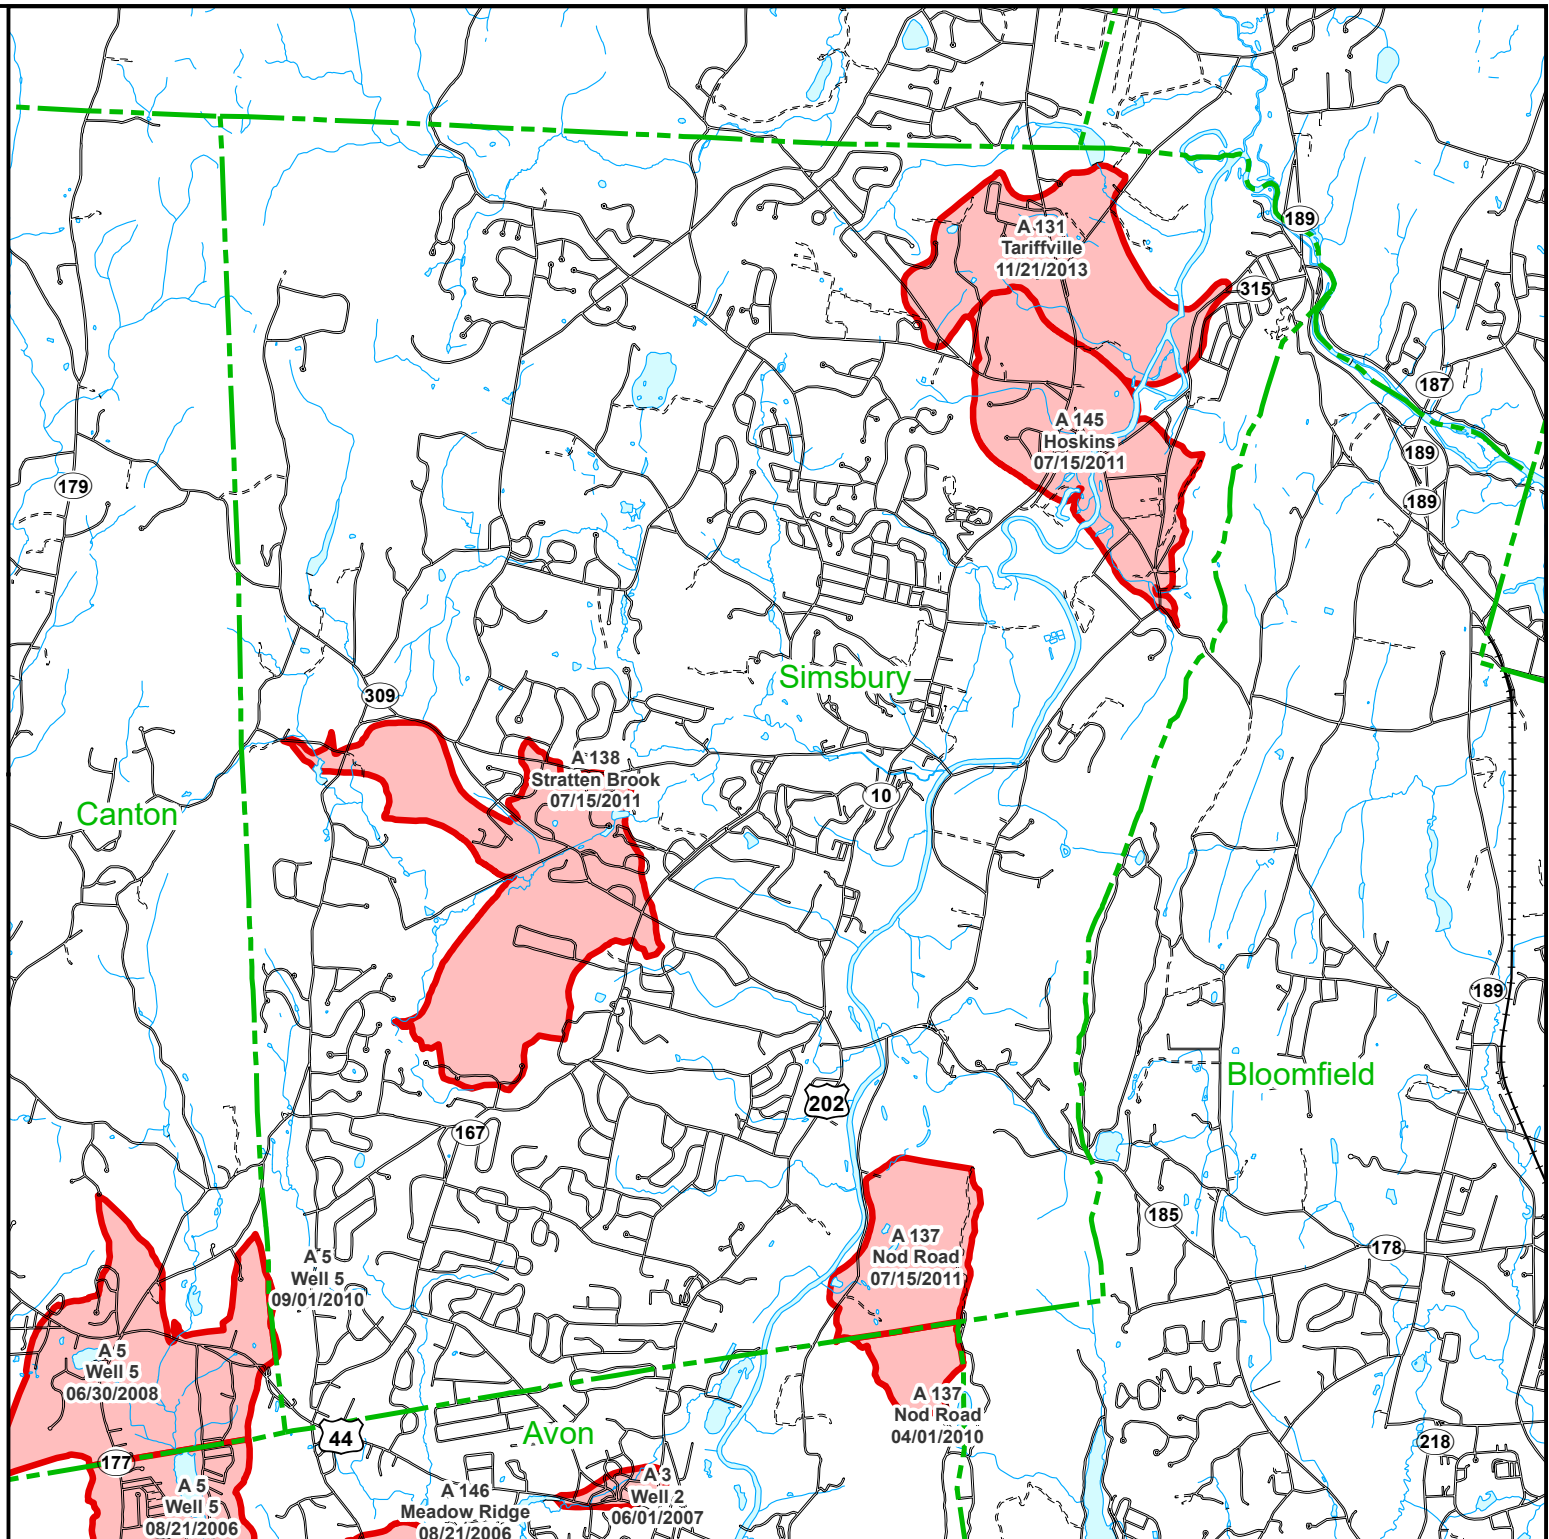 A 131
Tariffville
11/21/2013
189
315
187
A 145
Hoskins
07/15/2011
189
179
189
Simsbury
309
A 138
Stratten Brook
07/15/2011
10
Canton
189
Bloomfield
202
167
185
A 137
Nod Road
07/15/2011
178
A 5
Well 5
09/01/2010
A 5
Well 5
06/30/2008
A 137
Nod Road
04/01/2010
Avon
44
218
177
A 5
Well 5
08/21/2006
A 146
Meadow Ridge
08/21/2006
A 3
Well 2
06/01/2007